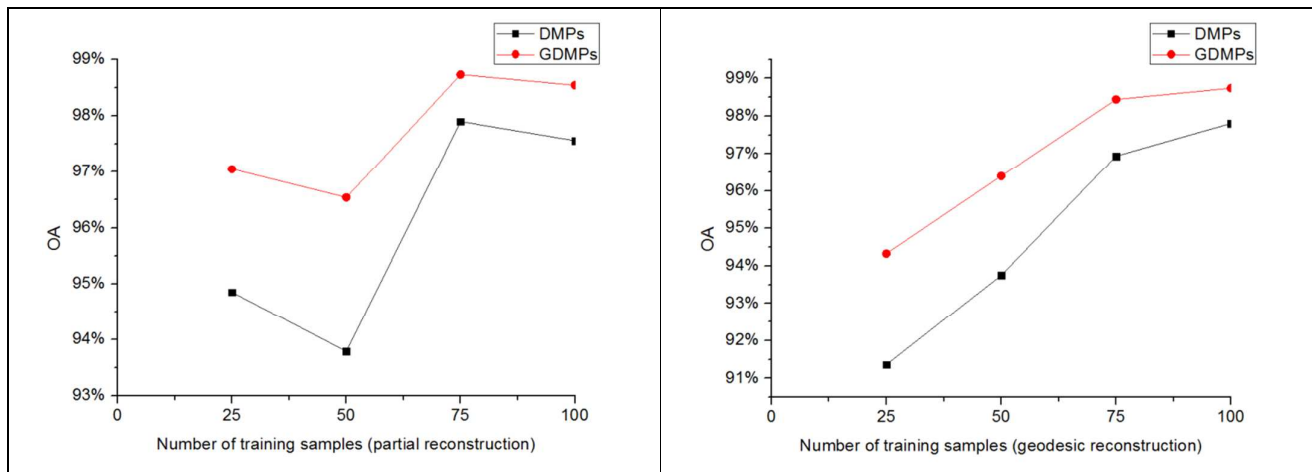 DMPs
GDMPs
99%
98%
97%
96%
95%
94%
93%
OA
0 25 50 75 100
Number of training samples (partial reconstruction)
DMPs
GDMPs
99%
98%
97%
96%
95%
94%
93%
92%
91%
OA
0 25 50 75 100
Number of training samples (geodesic reconstruction)